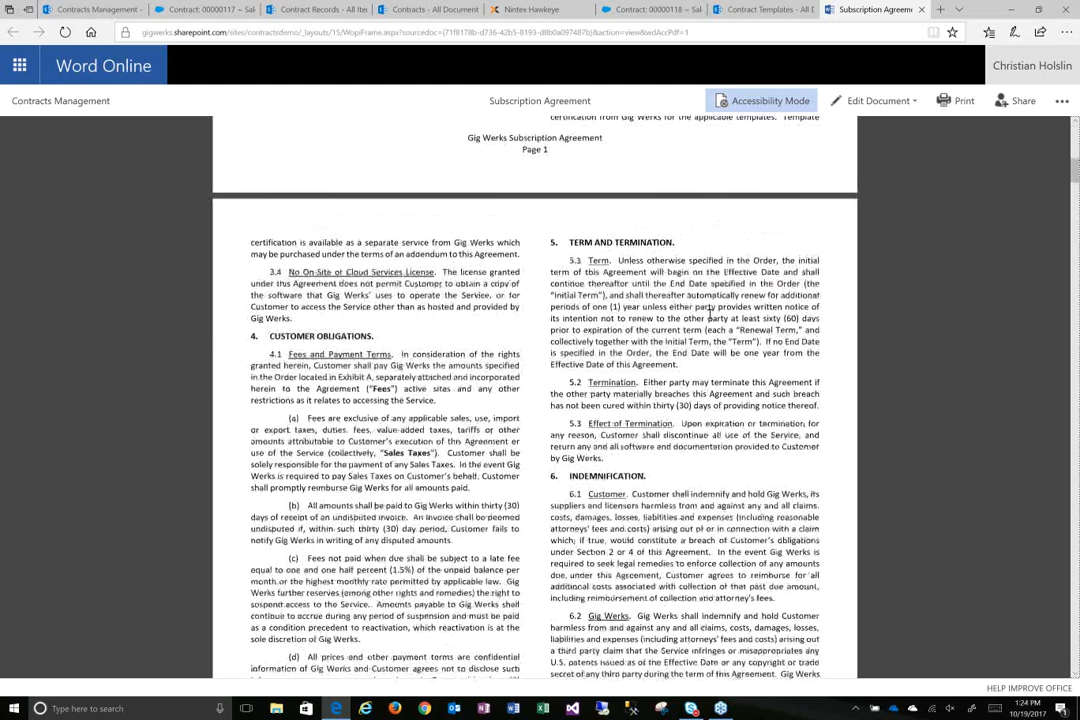 Contracts Management -
Contract: 00000117 ~ Sal
Contract Records - All Ite
Contracts - All Document
Nintex Hawkeye
Contract: 00000118 ~ Sal
Contract Templates - All D
Subscription Agreem
gigwerks.sharepoint.com/sites/contractsdemo/_layouts/15/WopiFrame.aspx?sourcedoc={71f8178b-d736-42b5-8193-d8b0a097487b}&action=view&wdAccPdf=1
Word Online
Christian Holslin
Contracts Management
Subscription Agreement
Accessibility Mode
Edit Document
Print
Share
certification from Gig Werks for the applicable templates. Template
Gig Werks Subscription Agreement
Page 1
certification is available as a separate service from Gig Werks which
may be purchased under the terms of an addendum to this Agreement.
3.4 No On-Site or Cloud Services License. The license granted
under this Agreement does not permit Customer to obtain a copy of
the software that Gig Werks' uses to operate the Service, or for
Customer to access the Service other than as hosted and provided by
Gig Werks.
4. CUSTOMER OBLIGATIONS.
4.1 Fees and Payment Terms. In consideration of the rights
granted herein, Customer shall pay Gig Werks the amounts specified
in the Order located in Exhibit A, separately attached and incorporated
herein to the Agreement ("Fees") active sites and any other
restrictions as it relates to accessing the Service.
(a) Fees are exclusive of any applicable sales, use, import
or export taxes, duties, fees, value-added taxes, tariffs or other
amounts attributable to Customer's execution of this Agreement or
use of the Service (collectively, "Sales Taxes"). Customer shall be
solely responsible for the payment of any Sales Taxes. In the event Gig
Werks is required to pay Sales Taxes on Customer's behalf, Customer
shall promptly reimburse Gig Werks for all amounts paid.
(b) All amounts shall be paid to Gig Werks within thirty (30)
days of receipt of an undisputed invoice. An invoice shall be deemed
undisputed if, within such thirty (30) day period, Customer fails to
notify Gig Werks in writing of any disputed amounts.
(c) Fees not paid when due shall be subject to a late fee
equal to one and one half percent (1.5%) of the unpaid balance per
month or the highest monthly rate permitted by applicable law. Gig
Werks further reserves (among other rights and remedies) the right to
suspend access to the Service. Amounts payable to Gig Werks shall
continue to accrue during any period of suspension and must be paid
as a condition precedent to reactivation, which reactivation is at the
sole discretion of Gig Werks.
(d) All prices and other payment terms are confidential
information of Gig Werks and Customer agrees not to disclose such
5. TERM AND TERMINATION.
5.1 Term. Unless otherwise specified in the Order, the initial
term of this Agreement will begin on the Effective Date and shall
continue thereafter until the End Date specified in the Order (the
"Initial Term"), and shall thereafter automatically renew for additional
periods of one (1) year unless either party provides written notice of
its intention not to renew to the other party at least sixty (60) days
prior to expiration of the current term (each a "Renewal Term," and
collectively together with the Initial Term, the "Term"). If no End Date
is specified in the Order, the End Date will be one year from the
Effective Date of this Agreement.
5.2 Termination. Either party may terminate this Agreement if
the other party materially breaches this Agreement and such breach
has not been cured within thirty (30) days of providing notice thereof.
5.3 Effect of Termination. Upon expiration or termination for
any reason, Customer shall discontinue all use of the Service, and
return any and all software and documentation provided to Customer
by Gig Werks.
6. INDEMNIFICATION.
6.1 Customer. Customer shall indemnify and hold Gig Werks, its
suppliers and licensors harmless from and against any and all claims,
costs, damages, losses, liabilities and expenses (including reasonable
attorneys' fees and costs) arising out of or in connection with a claim
which, if true, would constitute a breach of Customer's obligations
under Section 2 or 4 of this Agreement. In the event Gig Werks is
required to seek legal remedies to enforce collection of any amounts
due, under this Agreement, Customer agrees to reimburse for all
additional costs associated with collection of that past due amount,
including reimbursement of collection and attorney's fees.
6.2 Gig Werks. Gig Werks shall indemnify and hold Customer
harmless from and against any and all claims, costs, damages, losses,
liabilities and expenses (including attorneys' fees and costs) arising out
a third party claim that the Service infringes or misappropriates any
U.S. patents issued as of the Effective Date or any copyright or trade
secret of any third party during the term of this Agreement. Gig Werks
HELP IMPROVE OFFICE
Type here to search
1:24 PM
10/19/2017